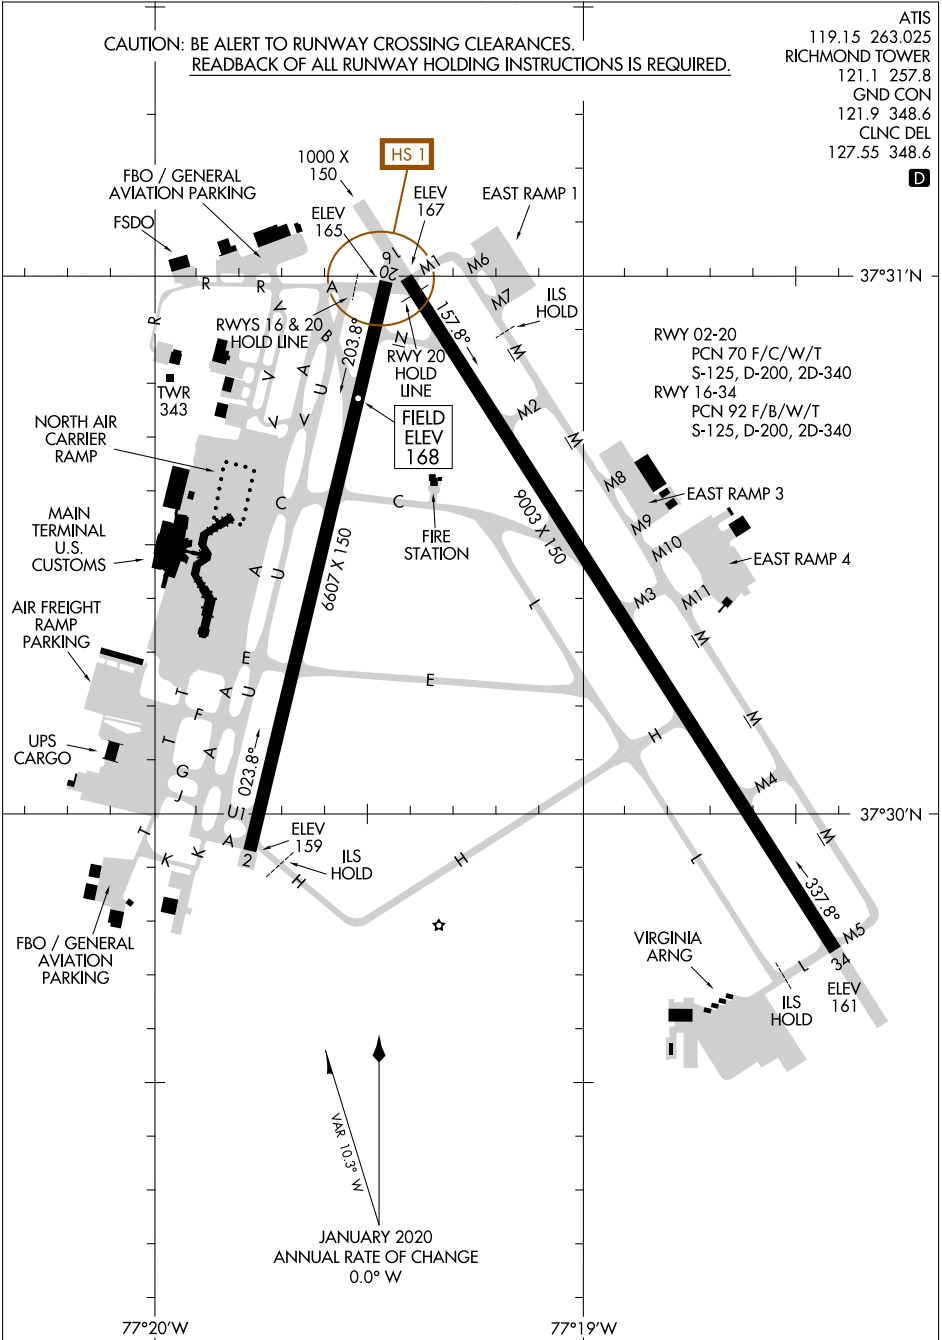 CAUTION: BE ALERT TO RUNWAY CROSSING CLEARANCES.
READBACK OF ALL RUNWAY HOLDING INSTRUCTIONS IS REQUIRED.
ATIS
119.15 263.025
RICHMOND TOWER
121.1 257.8
GND CON
121.9 348.6
CLNC DEL
127.55 348.6
D
HS 1
1000 X
150
FBO / GENERAL
AVIATION PARKING
FSDO
ELEV
165
ELEV
167
EAST RAMP 1
16
20
M1
M6
M7
37°31'N
R
R
R
A
V
B
RWYS 16 & 20
HOLD LINE
203.8°
N
157.8°
ILS
HOLD
M
RWY 20
HOLD
LINE
RWY 02-20
PCN 70 F/C/W/T
S-125, D-200, 2D-340
RWY 16-34
PCN 92 F/B/W/T
S-125, D-200, 2D-340
TWR
343
V
A
U
V
V
FIELD
ELEV
168
M2
M
NORTH AIR
CARRIER
RAMP
MAIN
TERMINAL
U.S.
CUSTOMS
C
C
FIRE
STATION
9003 X 150
M8
EAST RAMP 3
M9
M10
EAST RAMP 4
6607 X 150
A
U
L
M3
M11
M
AIR FREIGHT
RAMP
PARKING
E
E
T
A
U
F
T
A
H
M
UPS
CARGO
G
J
023.8°
M4
U1
37°30'N
T
K
K
A
2
ELEV
159
ILS
HOLD
H
H
L
M
337.8°
M5
FBO / GENERAL
AVIATION
PARKING
VIRGINIA
ARNG
L
34
ILS
HOLD
ELEV
161
VAR 10.3° W
JANUARY 2020
ANNUAL RATE OF CHANGE
0.0° W
77°20'W
77°19'W